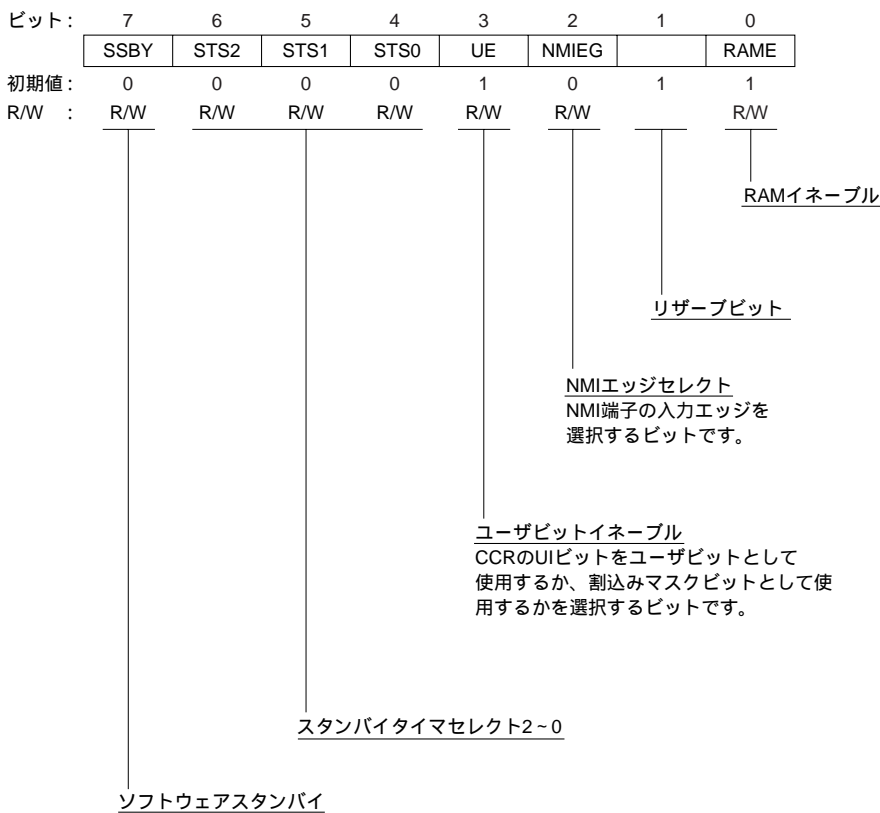 ビット: 7 6 5 4 3 2 1 0
SSBY STS2 STS1 STS0 UE NMIEG RAME
初期値: 0 0 0 0 1 0 1 1
R/W : R/W R/W R/W R/W R/W R/W R/W
RAMイネーブル
リザーブビット
NMIエッジセレクト
NMI端子の入力エッジを
選択するビットです。
ユーザビットイネーブル
CCRのUIビットをユーザビットとして
使用するか、割込みマスクビットとして使
用するかを選択するビットです。
スタンバイタイマセレクト2~0
ソフトウェアスタンバイ